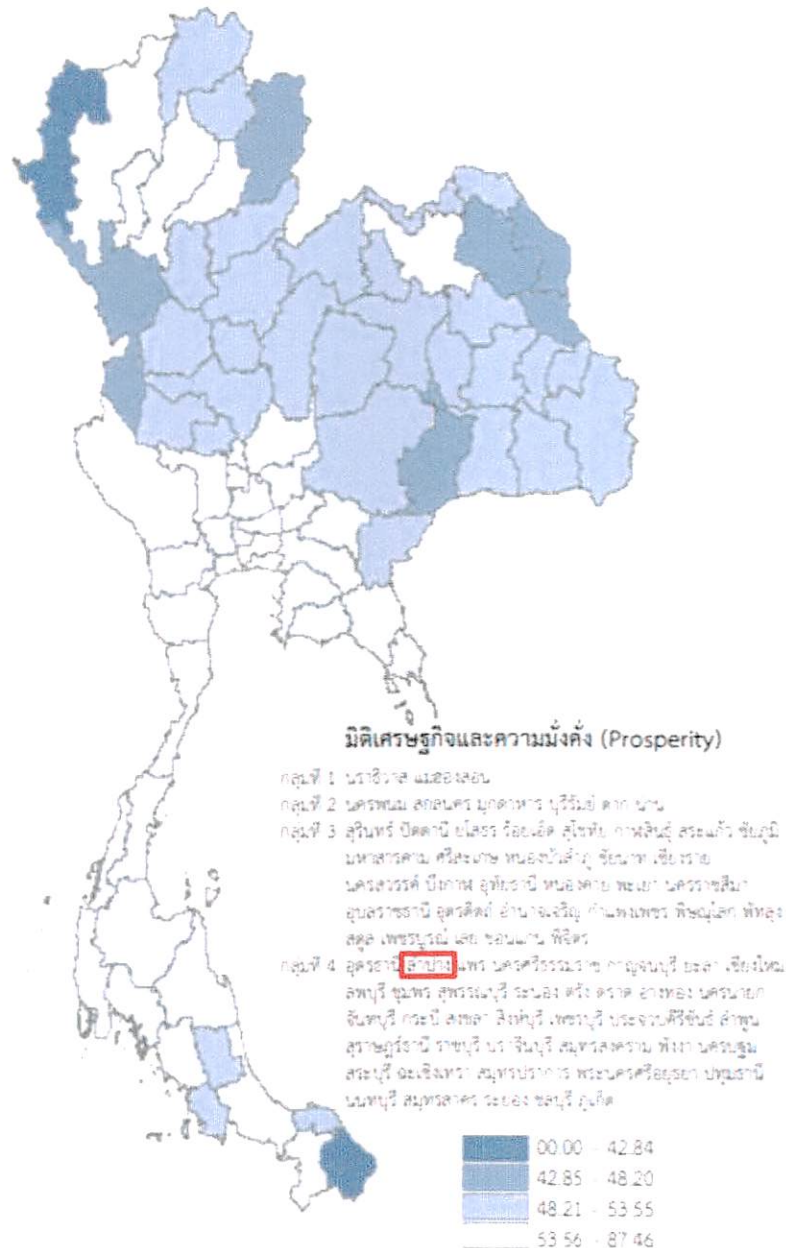 มิติเศรษฐกิจและความมั่งคั่ง (Prosperity)
กลุ่มที่ 1 นราธิวาส แม่ฮ่องสอน
กลุ่มที่ 2 นครพนม สกลนคร มุกดาหาร บุรีรัมย์ ตาก น่าน
กลุ่มที่ 3 สุรินทร์ ปัตตานี ยโสธร ร้อยเอ็ด สุโขทัย กาฬสินธุ์ สระแก้ว ชัยภูมิ
มหาสารคาม ศรีสะเกษ หนองบัวลำภู ชัยนาท เชียงราย
นครสวรรค์ บึงกาฬ อุทัยธานี หนองคาย พะเยา นครราชสีมา
อุบลราชธานี อุตรดิตถ์ อำนาจเจริญ กำแพงเพชร พิษณุโลก พัทลุง
สตูล เพชรบูรณ์ เลย ขอนแก่น พิจิตร
กลุ่มที่ 4 อุดรธานี ลำปาง แพร่ นครศรีธรรมราช กาญจนบุรี ยะลา เชียงใหม่
ลพบุรี ชุมพร สุพรรณบุรี ระนอง ตรัง ตราด อ่างทอง นครนายก
จันทบุรี กระบี่ สงขลา สิงห์บุรี เพชรบุรี ประจวบคีรีขันธ์ ลำพูน
สุราษฎร์ธานี ราชบุรี ปราจีนบุรี สมุทรสงคราม พังงา นครปฐม
สระบุรี ฉะเชิงเทรา สมุทรปราการ พระนครศรีอยุธยา ปทุมธานี
นนทบุรี สมุทรสาคร ระยอง ชลบุรี ภูเก็ต
00.00 - 42.84
42.85 - 48.20
48.21 - 53.55
53.56 - 87.46